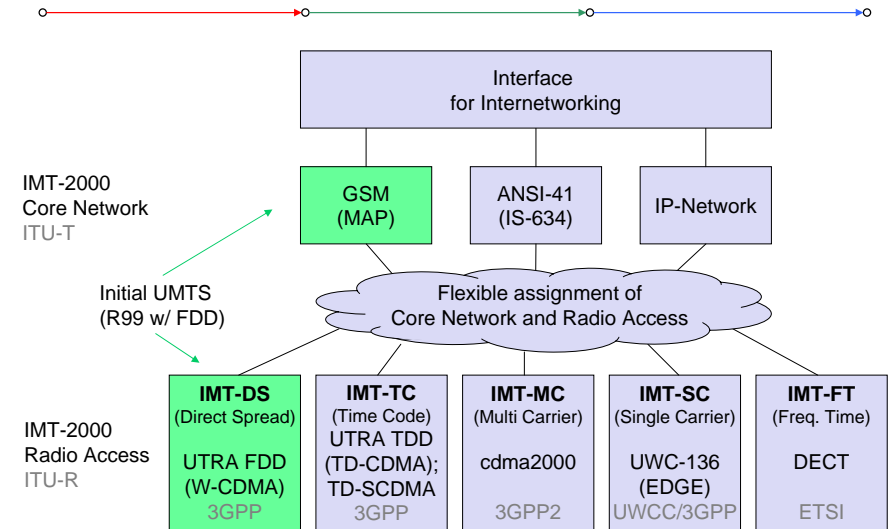 Interface
for Internetworking
IMT-2000
Core Network
ITU-T
GSM
(MAP)
ANSI-41
(IS-634)
IP-Network
Initial UMTS
(R99 w/ FDD)
Flexible assignment of
Core Network and Radio Access
IMT-2000
Radio Access
ITU-R
IMT-DS
(Direct Spread)
UTRA FDD
(W-CDMA)
3GPP
IMT-TC
(Time Code)
UTRA TDD
(TD-CDMA);
TD-SCDMA
3GPP
IMT-MC
(Multi Carrier)
cdma2000
3GPP2
IMT-SC
(Single Carrier)
UWC-136
(EDGE)
UWCC/3GPP
IMT-FT
(Freq. Time)
DECT
ETSI